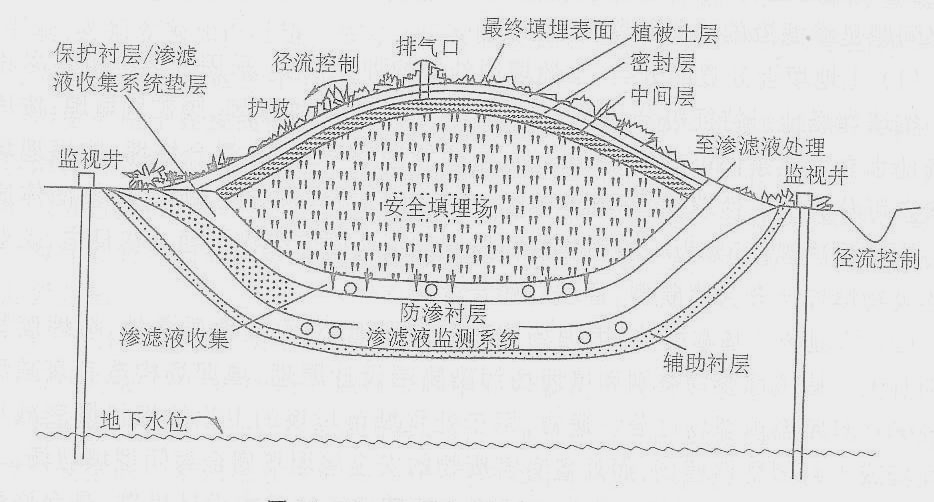 最终填埋表面
排气口
植被土层
保护衬层/渗滤
液收集系统垫层
径流控制
密封层
护坡
中间层
监视井
至渗滤液处理
监视井
安全填埋场
径流控制
防渗衬层
渗滤液收集
渗滤液监测系统
辅助衬层
地下水位